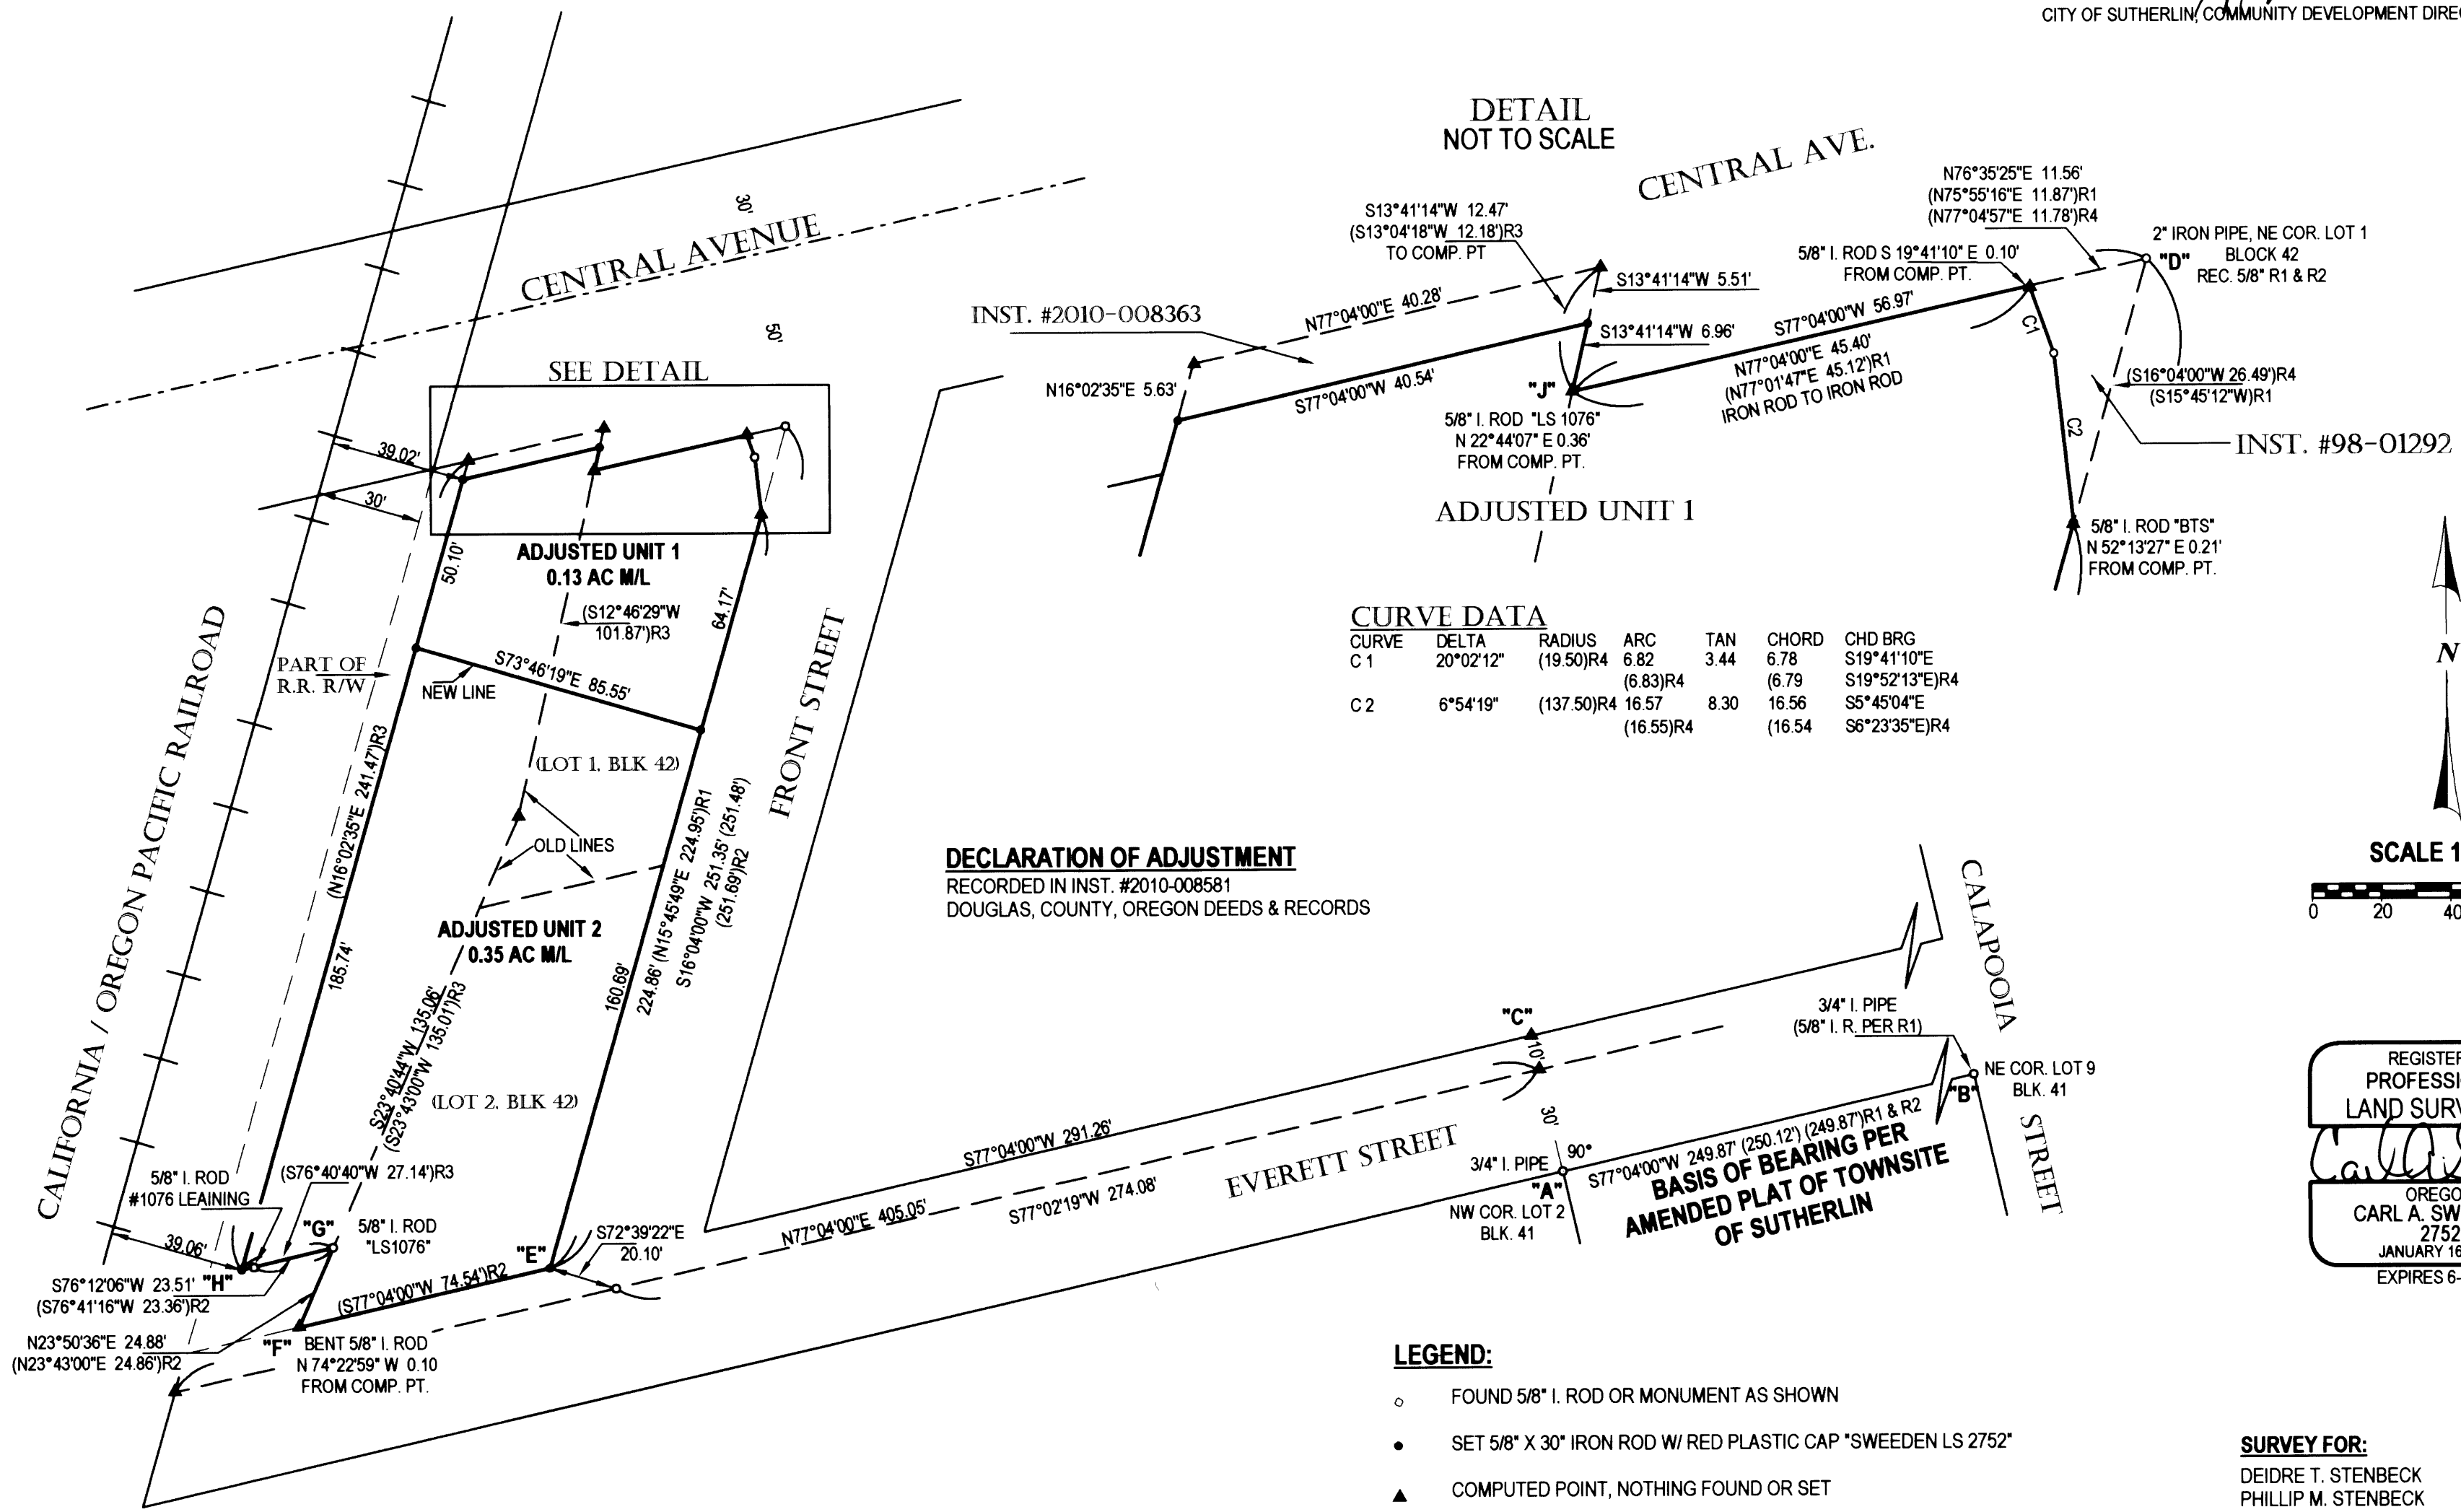 CITY OF SUTHERLIN, COMMUNITY DEVELOPMENT
DETAIL
NOT TO SCALE
CENTRAL AVE.
S13°41'14"W 12.47'
(S13°04'18"W 12.18')R3
TO COMP. PT
N76°35'25"E 11.56'
(N75°55'16"E 11.87')R1
(N77°04'57"E 11.78')R4
2" IRON PIPE, NE COR. LOT 1
BLOCK 42
REC. 5/8" R1 & R2
"D"
5/8" I. ROD S 19°41'10" E 0.10'
FROM COMP. PT.
S13°41'14"W 5.51'
N77°04'00"E 40.28'
INST. #2010-008363
S13°41'14"W 6.96'
S77°04'00"W 56.97'
C1
N16°02'35"E 5.63'
S77°04'00"W 40.54'
"J"
N77°04'00"E 45.40'
(N77°01'47"E 45.12')R1
IRON ROD TO IRON ROD
(S16°04'00"W 26.49')R4
(S15°45'12"W)R1
5/8" I. ROD "LS 1076"
N 22°44'07" E 0.36'
FROM COMP. PT.
C2
INST. #98-01292
ADJUSTED UNIT 1
5/8" I. ROD "BTS"
N 52°13'27" E 0.21'
FROM COMP. PT.
30'
CENTRAL AVENUE
50'
SEE DETAIL
39.02'
30'
50.10'
ADJUSTED UNIT 1
0.13 AC M/L
(S12°46'29"W
101.87')R3
64.17'
PART OF
R.R. R/W
NEW LINE
S73°46'19"E 85.55'
FRONT STREET
CALIFORNIA / OREGON PACIFIC RAILROAD
(N16°02'35"E 241.47')R3
(LOT 1, BLK 42)
OLD LINES
185.74'
ADJUSTED UNIT 2
0.35 AC M/L
160.69'
224.86' (N15°45'49"E 224.95')R1
S16°04'00"W 251.35' (251.48')
(251.69')R2
S23°40'44"W 135.06'
(S23°43'00"W 135.01')R3
(LOT 2, BLK 42)
CURVE DATA
CURVE DELTA RADIUS ARC TAN CHORD CHD BRG
C 1 20°02'12" (19.50)R4 6.82 3.44 6.78 S19°41'10"E
(6.83)R4 (6.79 S19°52'13"E)R4
C 2 6°54'19" (137.50)R4 16.57 8.30 16.56 S5°45'04"E
(16.55)R4 (16.54 S6°23'35"E)R4
N
DECLARATION OF ADJUSTMENT
RECORDED IN INST. #2010-008581
DOUGLAS, COUNTY, OREGON DEEDS & RECORDS
SCALE 1
0 20 40
CALAPOOIA
STREET
3/4" I. PIPE
(5/8" I. R. PER R1)
NE COR. LOT 9
BLK. 41
"B"
"C"
10'
30'
90°
3/4" I. PIPE
"A"
NW COR. LOT 2
BLK. 41
S77°04'00"W 249.87' (250.12') (249.87')R1 & R2
BASIS OF BEARING PER
AMENDED PLAT OF TOWNSITE
OF SUTHERLIN
S77°04'00"W 291.26'
EVERETT STREET
N77°04'00"E 405.05'
S77°02'19"W 274.08'
5/8" I. ROD
#1076 LEAINING
(S76°40'40"W 27.14')R3
"G"
5/8" I. ROD
"LS1076"
39.06'
"E"
S72°39'22"E
20.10'
S76°12'06"W 23.51' "H"
(S76°41'16"W 23.36')R2
(S77°04'00"W 74.54')R2
N23°50'36"E 24.88'
(N23°43'00"E 24.86')R2
"F" BENT 5/8" I. ROD
N 74°22'59" W 0.10
FROM COMP. PT.
LAND
CARL A.
2752
JANUARY 16
EXPIRES 6-
LEGEND:
FOUND 5/8" I. ROD OR MONUMENT AS SHOWN
SET 5/8" X 30" IRON ROD W/ RED PLASTIC CAP "SWEEDEN LS 2752"
COMPUTED POINT, NOTHING FOUND OR SET
SURVEY FOR:
DEIDRE T. STENBECK
PHILLIP M. STENBECK